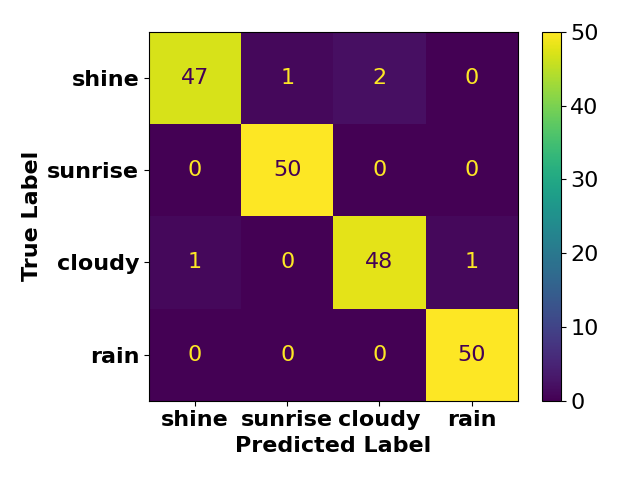 shine 47 1 2 0
sunrise 0 50 0 0
cloudy 1 0 48 1
rain 0 0 0 50
shine sunrise cloudy rain
Predicted Label
True Label
50
40
30
20
10
0